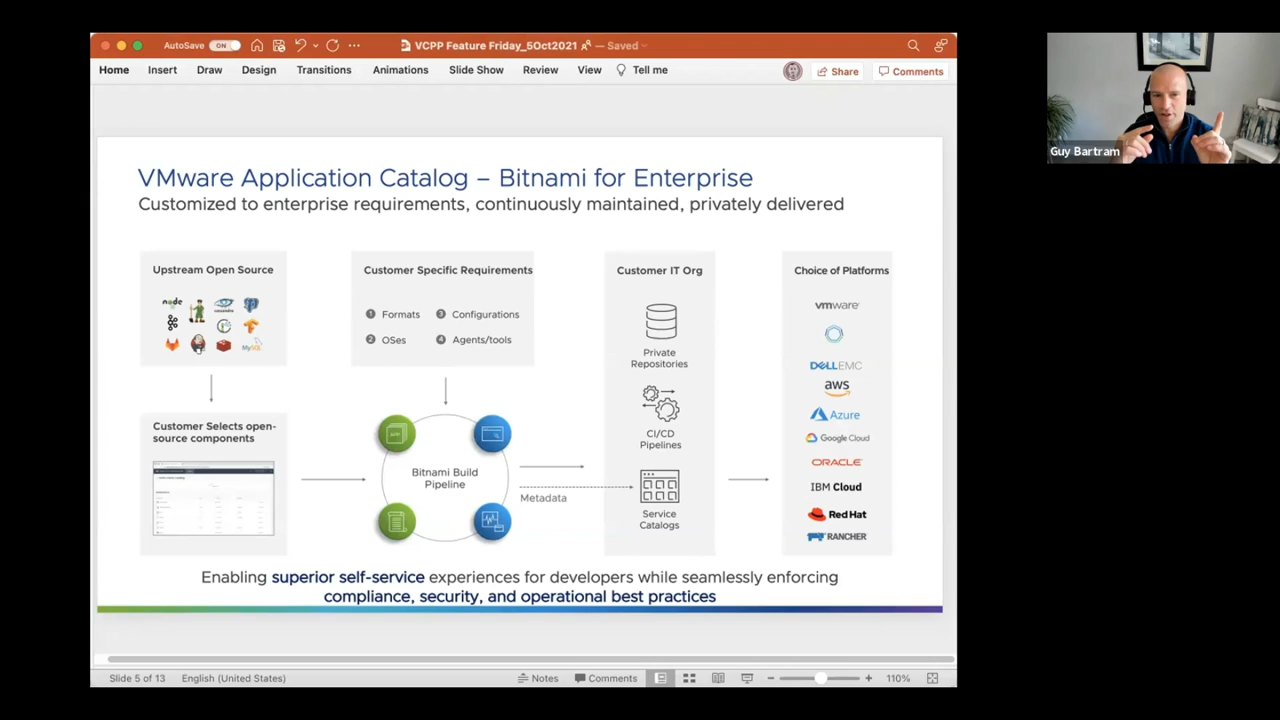 AutoSave ON
VCPP Feature Friday_5Oct2021 — Saved
Home Insert Draw Design Transitions Animations Slide Show Review View Tell me Share Comments
Guy Bartram
VMware Application Catalog – Bitnami for Enterprise
Customized to enterprise requirements, continuously maintained, privately delivered
Upstream Open Source
node
cassandra
MySQL
Customer Selects open-
source components
Customer Specific Requirements
1 Formats
2 OSes
3 Configurations
4 Agents/tools
Bitnami Build
Pipeline
Metadata
Customer IT Org
Private
Repositories
CI/CD
Pipelines
Service
Catalogs
Choice of Platforms
vmware
DELLEMC
aws
Azure
Google Cloud
ORACLE
IBM Cloud
Red Hat
RANCHER
Enabling superior self-service experiences for developers while seamlessly enforcing
compliance, security, and operational best practices
Slide 5 of 13 English (United States) Notes Comments 110%